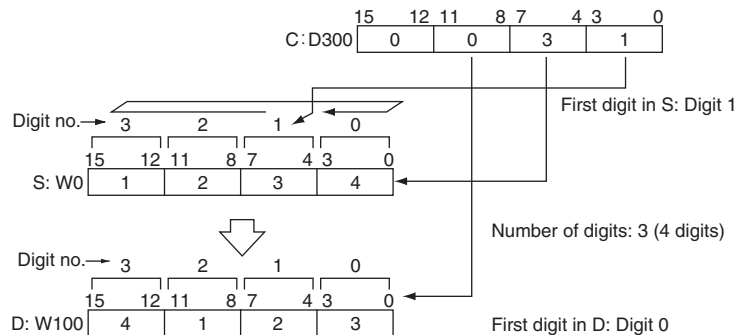 15 12 11 8 7 4 3 0
C:D300 0 0 3 1
First digit in S: Digit 1
Digit no. 3 2 1 0
15 12 11 8 7 4 3 0
S: W0 1 2 3 4
Number of digits: 3 (4 digits)
Digit no. 3 2 1 0
15 12 11 8 7 4 3 0
D: W100 4 1 2 3
First digit in D: Digit 0